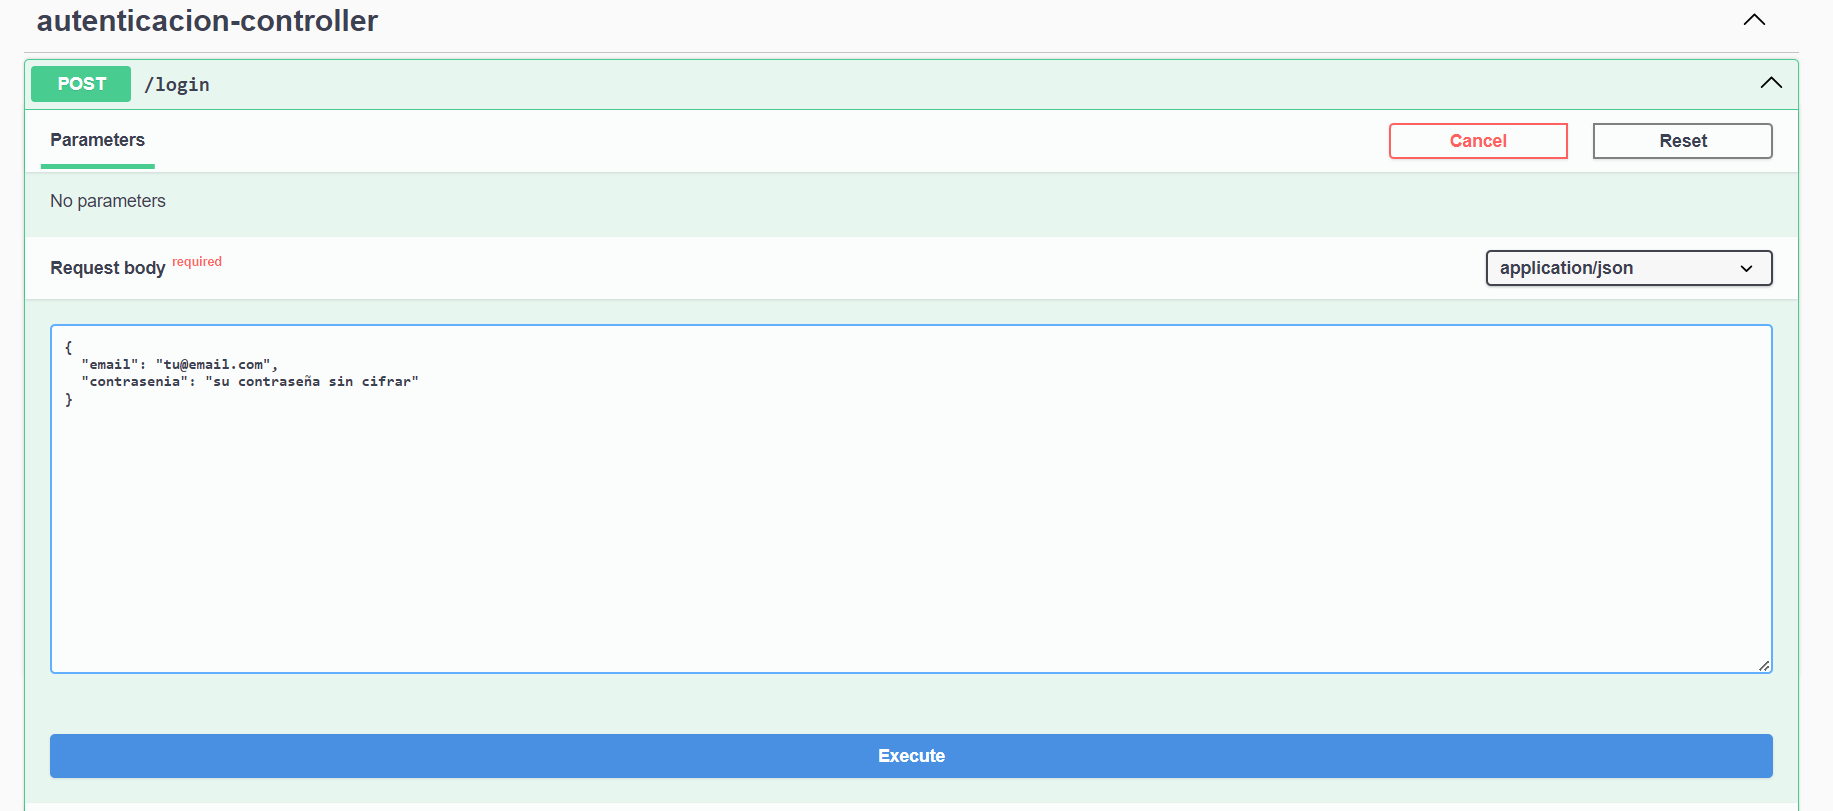 autenticacion-controller
POST /login
Parameters
Cancel
Reset
No parameters
Request body required
application/json
{
  "email": "tu@email.com",
  "contrasenia": "su contraseña sin cifrar"
}
Execute